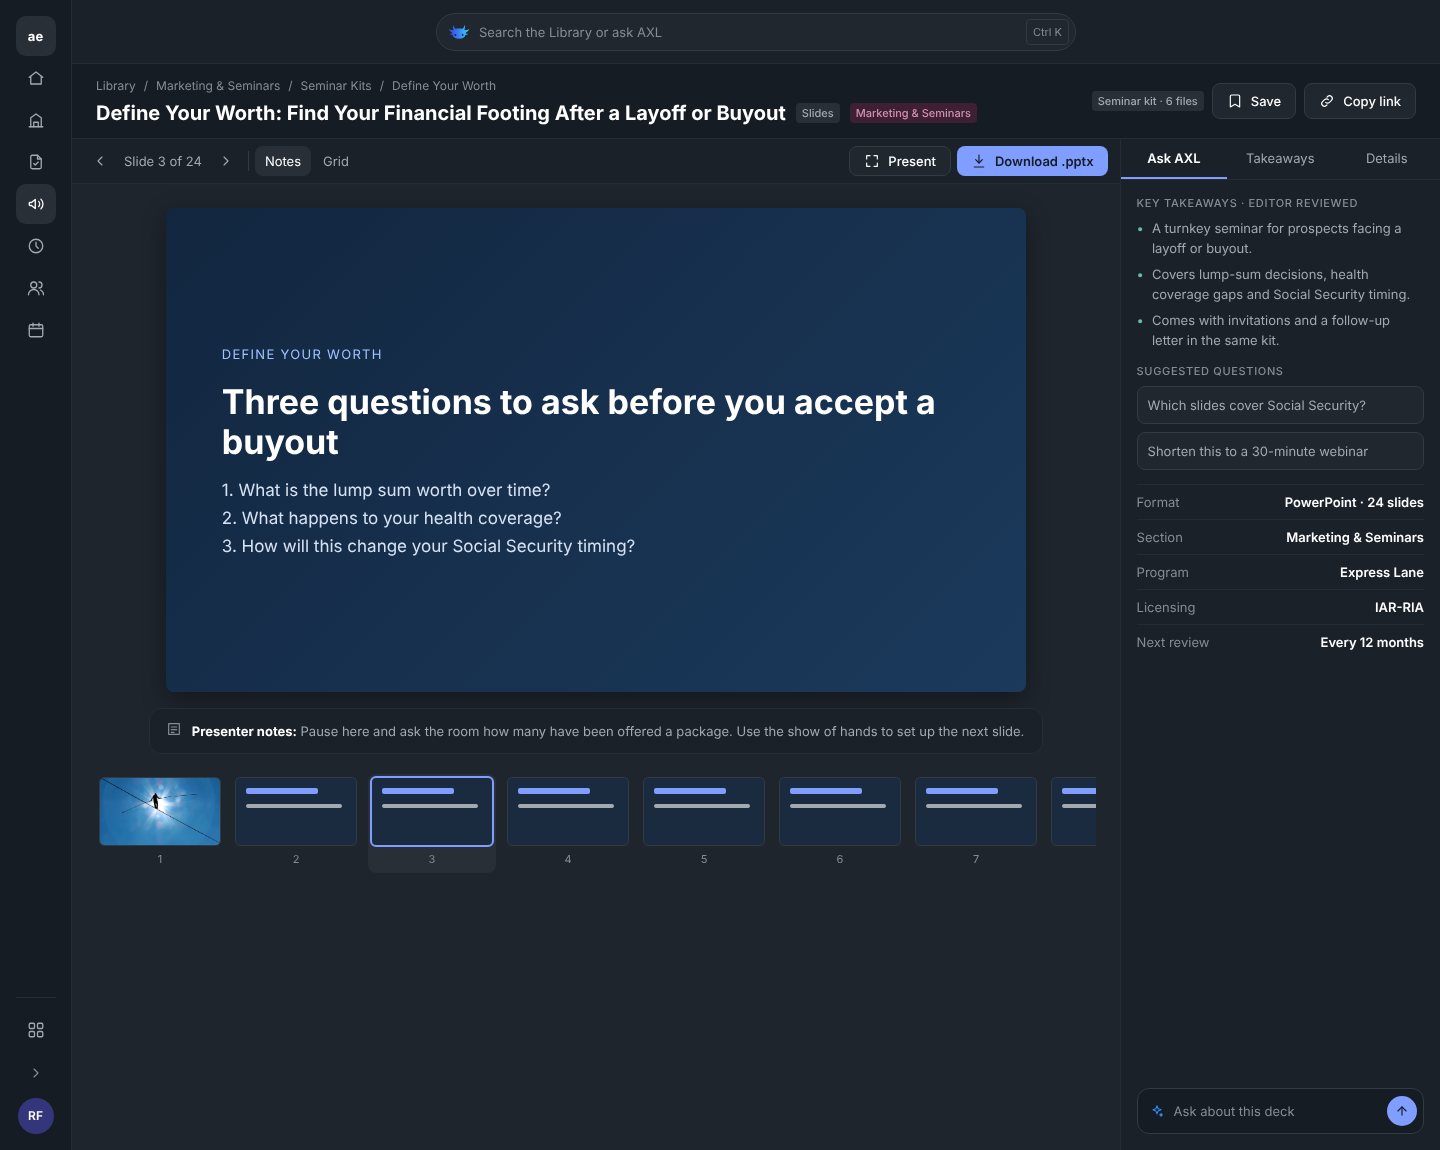 ae
Search the Library or ask AXL
Ctrl K
Library / Marketing & Seminars / Seminar Kits / Define Your Worth
Define Your Worth: Find Your Financial Footing After a Layoff or Buyout
Slides
Marketing & Seminars
Seminar kit · 6 files
Save
Copy link
Slide 3 of 24
Notes
Grid
Present
Download .pptx
Ask AXL
Takeaways
Details
DEFINE YOUR WORTH
Three questions to ask before you accept a
buyout
1. What is the lump sum worth over time?
2. What happens to your health coverage?
3. How will this change your Social Security timing?
Presenter notes: Pause here and ask the room how many have been offered a package. Use the show of hands to set up the next slide.
1
2
3
4
5
6
7
KEY TAKEAWAYS · EDITOR REVIEWED
• A turnkey seminar for prospects facing a
layoff or buyout.
• Covers lump-sum decisions, health
coverage gaps and Social Security timing.
• Comes with invitations and a follow-up
letter in the same kit.
SUGGESTED QUESTIONS
Which slides cover Social Security?
Shorten this to a 30-minute webinar
Format PowerPoint · 24 slides
Section Marketing & Seminars
Program Express Lane
Licensing IAR-RIA
Next review Every 12 months
Ask about this deck
RF